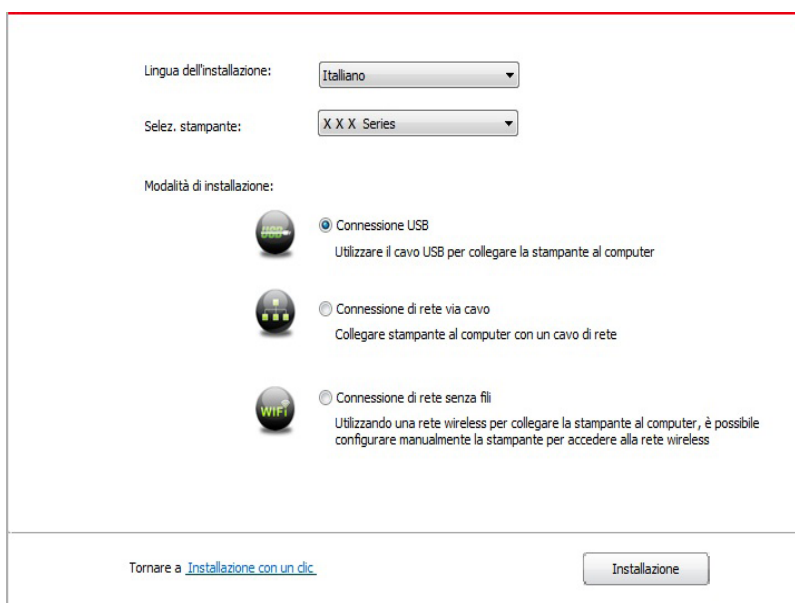 Lingua dell'installazione:
Italliano
Selez. stampante:
X X X Series
Modalità di installazione:
USB
Connessione USB
Utilizzare il cavo USB per collegare la stampante al computer
Connessione di rete via cavo
Collegare stampante al computer con un cavo di rete
WiFi
Connessione di rete senza fili
Utilizzando una rete wireless per collegare la stampante al computer, è possibile
configurare manualmente la stampante per accedere alla rete wireless
Tornare a Installazione con un clic
Installazione